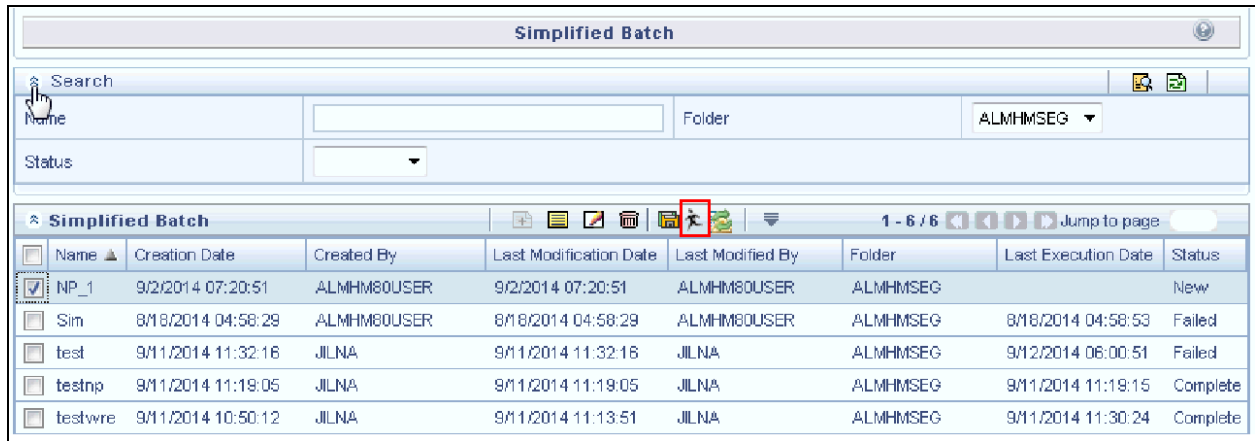 Simplified Batch
Search
Name Folder ALMHMSEG
Status
Simplified Batch 1 - 6 / 6 Jump to page
Name Creation Date Created By Last Modification Date Last Modified By Folder Last Execution Date Status
NP_1 9/2/2014 07:20:51 ALMHM80USER 9/2/2014 07:20:51 ALMHM80USER ALMHMSEG New
Sim 8/18/2014 04:58:29 ALMHM80USER 8/18/2014 04:58:29 ALMHM80USER ALMHMSEG 8/18/2014 04:58:53 Failed
test 9/11/2014 11:32:16 JILNA 9/11/2014 11:32:16 JILNA ALMHMSEG 9/12/2014 06:00:51 Failed
testnp 9/11/2014 11:19:05 JILNA 9/11/2014 11:19:05 JILNA ALMHMSEG 9/11/2014 11:19:15 Complete
testwre 9/11/2014 10:50:12 JILNA 9/11/2014 11:13:51 JILNA ALMHMSEG 9/11/2014 11:30:24 Complete